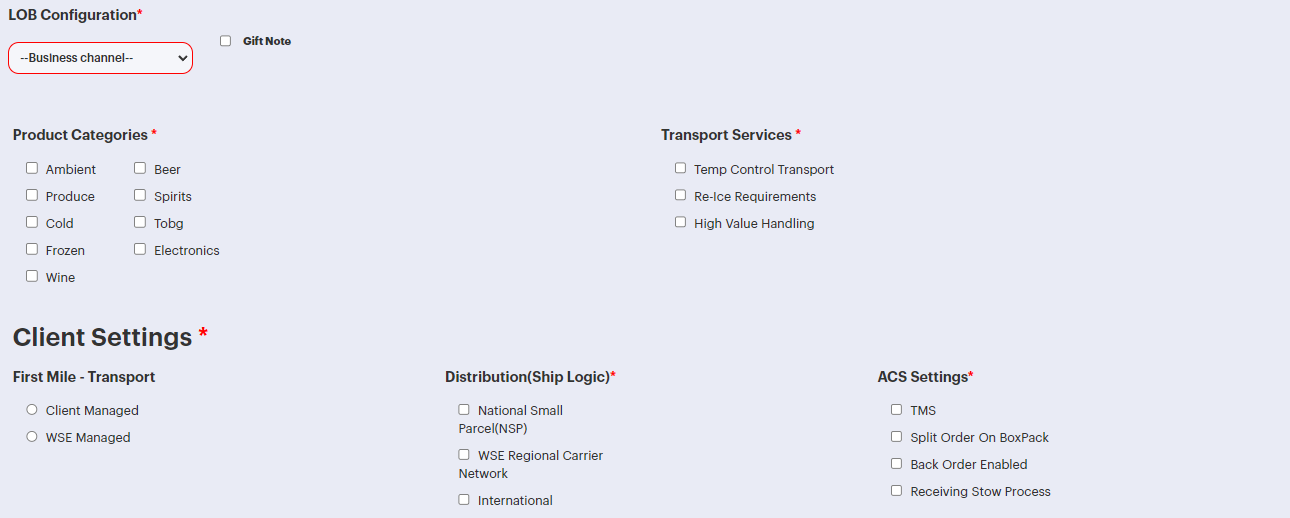 LOB Configuration*
--Business channel--
Gift Note
Product Categories *
Ambient
Beer
Produce
Spirits
Cold
Tobg
Frozen
Electronics
Wine
Transport Services *
Temp Control Transport
Re-Ice Requirements
High Value Handling
Client Settings *
First Mile - Transport
Client Managed
WSE Managed
Distribution(Ship Logic)*
National Small
Parcel(NSP)
WSE Regional Carrier
Network
International
ACS Settings*
TMS
Split Order On BoxPack
Back Order Enabled
Receiving Stow Process